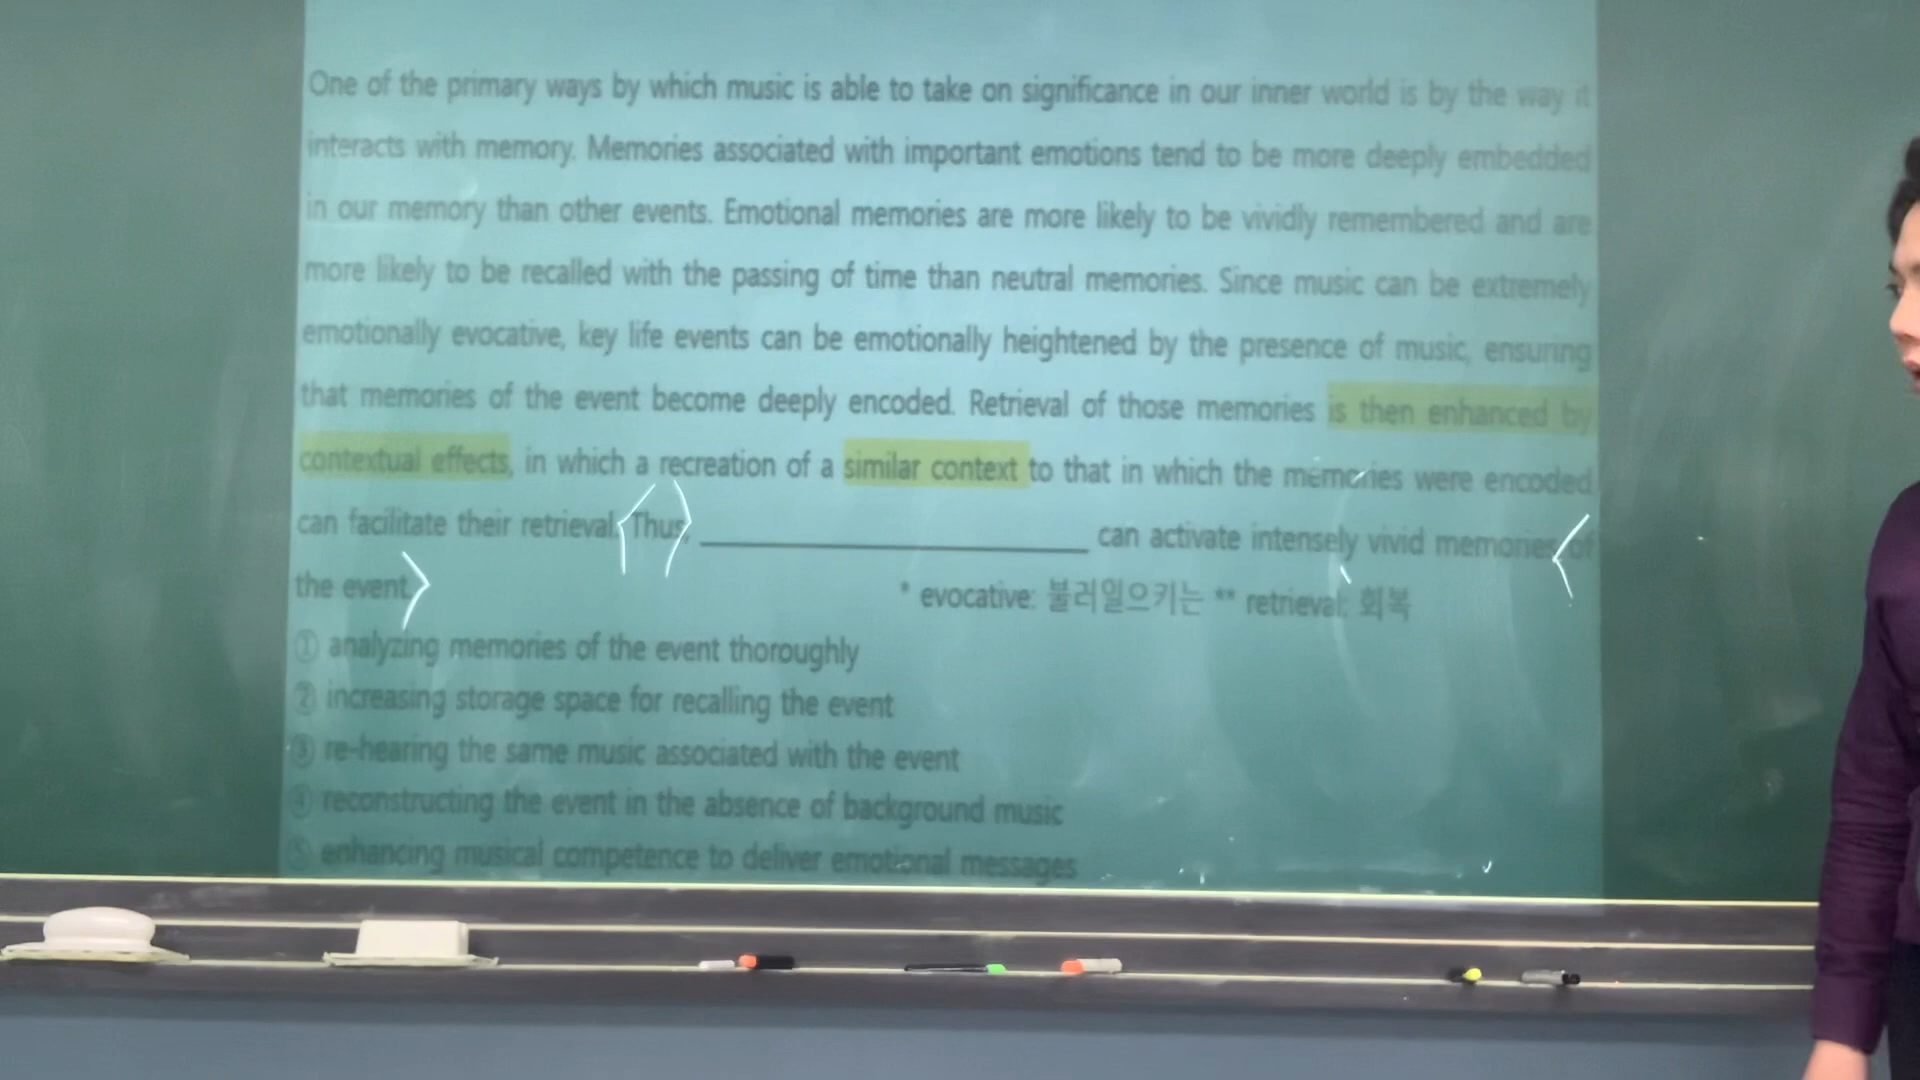 One of the primary ways by which music is able to take on significance in our inner world is by the way it
interacts with memory. Memories associated with important emotions tend to be more deeply embedded
in our memory than other events. Emotional memories are more likely to be vividly remembered and are
more likely to be recalled with the passing of time than neutral memories. Since music can be extremely
emotionally evocative, key life events can be emotionally heightened by the presence of music, ensuring
that memories of the event become deeply encoded. Retrieval of those memories is then enhanced by
contextual effects, in which a recreation of a similar context to that in which the memories were encoded
can facilitate their retrieval. Thus, ____________________ can activate intensely vivid memories of
the event.
* evocative: 불러일으키는 ** retrieval: 회복
① analyzing memories of the event thoroughly
② increasing storage space for recalling the event
③ re-hearing the same music associated with the event
④ reconstructing the event in the absence of background music
⑤ enhancing musical competence to deliver emotional messages